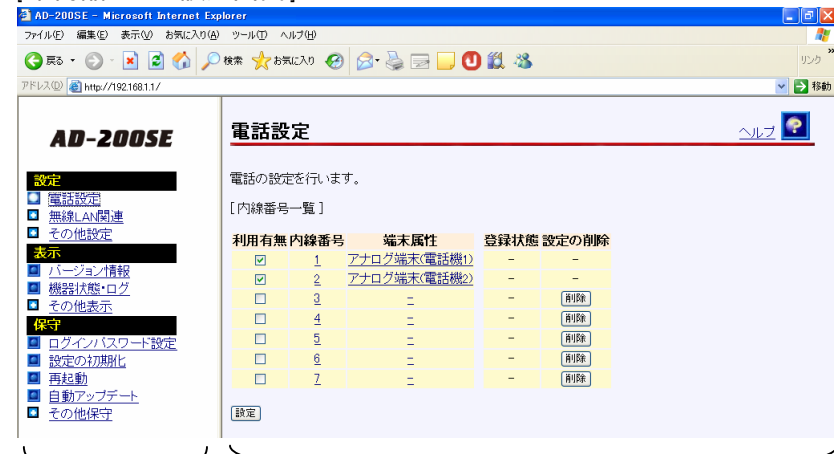 AD-200SE - Microsoft Internet Explorer
ファイル(F) 編集(E) 表示(V) お気に入り(A) ツール(T) ヘルプ(H)
戻る 検索 お気に入り リンク »
アドレス(D) http://192.168.1.1/ 移動
AD-200SE
設定
電話設定
無線LAN関連
その他設定
表示
バージョン情報
機器状態・ログ
その他表示
保守
ログインパスワード設定
設定の初期化
再起動
自動アップデート
その他保守
電話設定 ヘルプ
電話の設定を行います。
[内線番号一覧]
利用有無 内線番号 端末属性 登録状態 設定の削除
1 アナログ端末(電話機1) - -
2 アナログ端末(電話機2) - -
3 - - 削除
4 - - 削除
5 - - 削除
6 - - 削除
7 - - 削除
設定